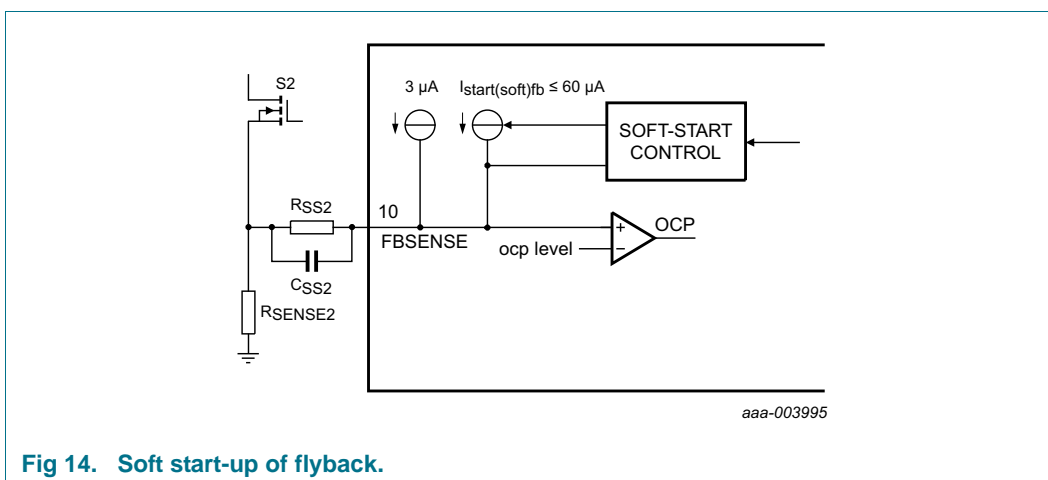 S2
3 µA
Istart(soft)fb ≤ 60 µA
SOFT-START
CONTROL
RSS2
10
FBSENSE
CSS2
RSENSE2
ocp level
+
−
OCP
aaa-003995
Fig 14. Soft start-up of flyback.